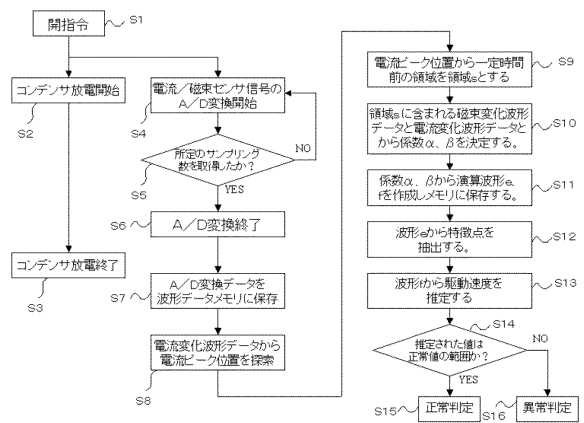 開指令
S1
コンデンサ放電開始
S2
電流／磁束センサ信号の
A／D変換開始
S4
所定のサンプリング
数を取得したか？
NO
S5
YES
S6
A／D変換終了
コンデンサ放電終了
S3
A／D変換データを
波形データメモリに保存
S7
電流変化波形データから
電流ピーク位置を探索
S8
S9
電流ピーク位置から一定時間
前の領域を領域sとする
領域sに含まれる磁束変化波形
データと電流変化波形データと
から係数α、βを決定する。
S10
係数α、βから演算波形e、
fを作成しメモリに保存する。
S11
波形eから特徴点を
抽出する。
S12
波形fから駆動速度を
推定する
S13
S14
推定された値は
正常値の範囲か？
NO
YES
S15
正常判定
S16
異常判定